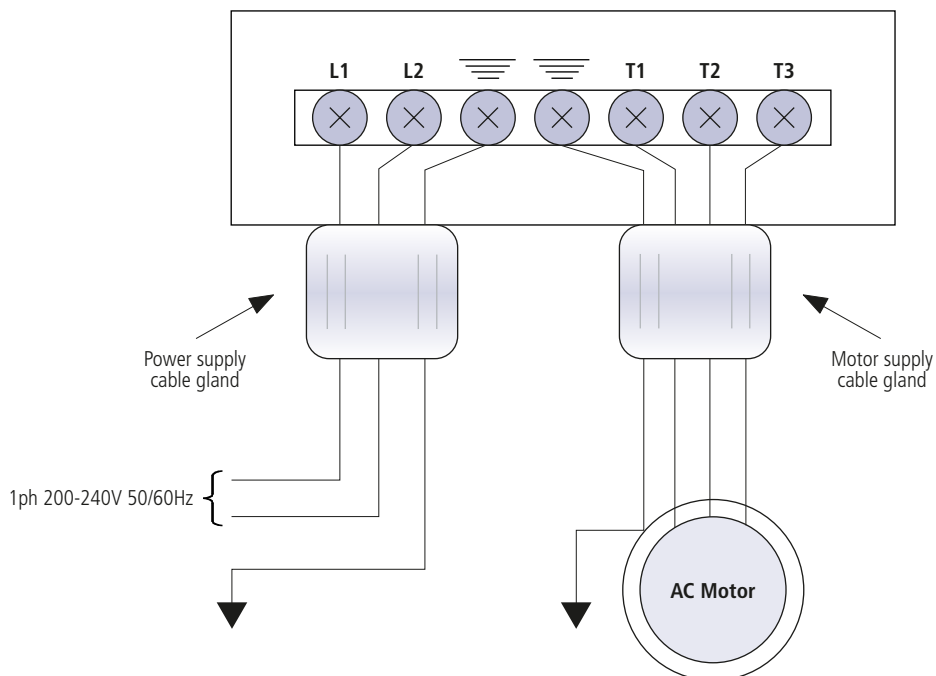 L1 L2 T1 T2 T3
Power supply
cable gland
Motor supply
cable gland
1ph 200-240V 50/60Hz
AC Motor